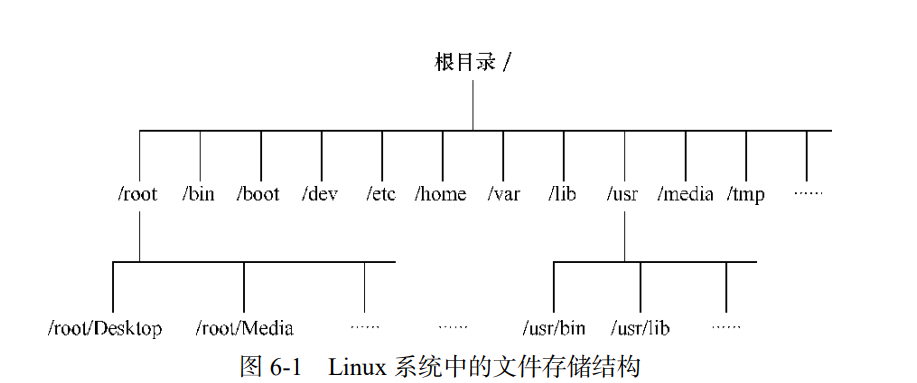 根目录 /
/root /bin /boot /dev /etc /home /var /lib /usr /media /tmp ······
/root/Desktop /root/Media ······ ······ /usr/bin /usr/lib ······
图 6-1 Linux 系统中的文件存储结构